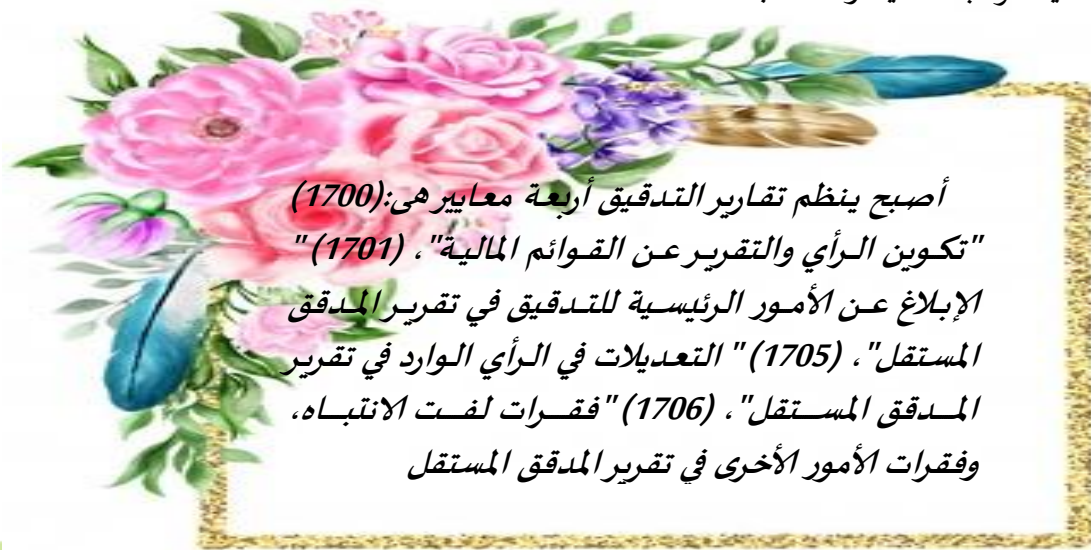 أصبح ينظم تقارير التدقيق أربعة معايير هى:(1700)
"تكوين الرأي والتقرير عن القوائم المالية"، (1701) "
الإبلاغ عن الأمور الرئيسية للتدقيق في تقرير المدقق
المستقل"، (1705) " التعديلات في الرأي الوارد في تقرير
المدقق المستقل"، (1706) "فقرات لفت الانتباه،
وفقرات الأمور الأخرى في تقرير المدقق المستقل